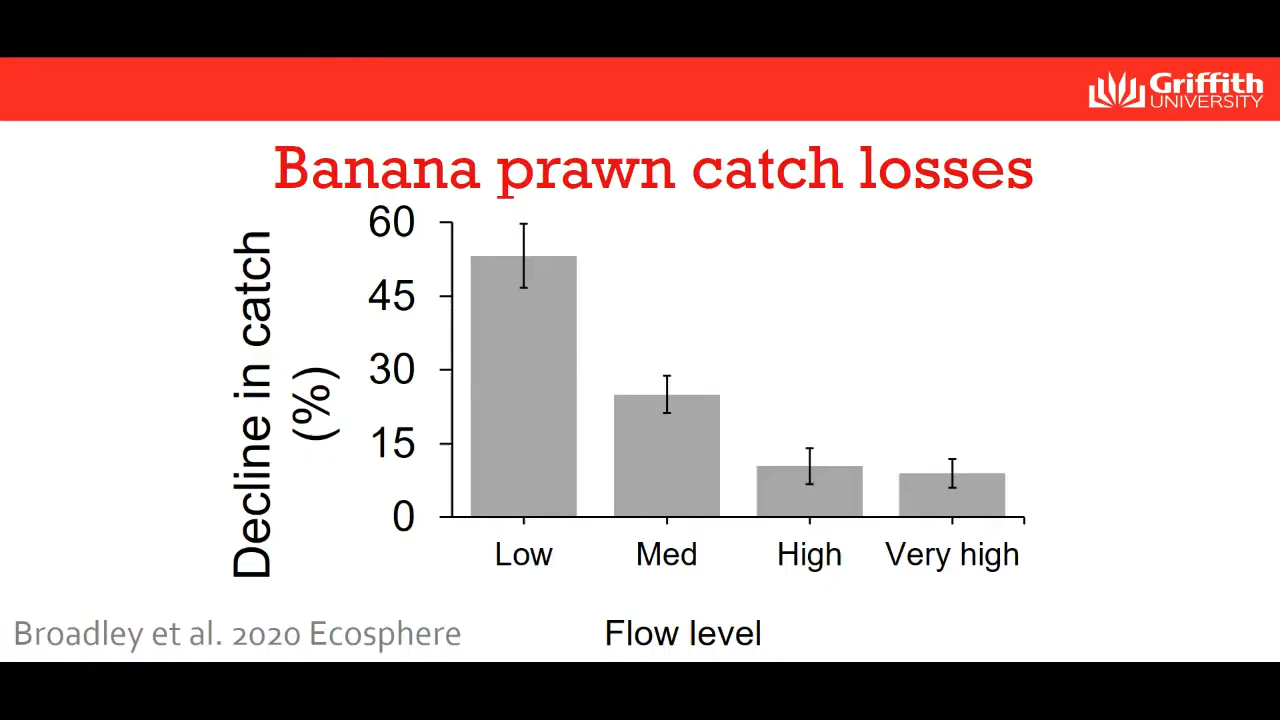 Griffith
UNIVERSITY
Banana prawn catch losses
Decline in catch
(%)
60
45
30
15
0
Low Med High Very high
Flow level
Broadley et al. 2020 Ecosphere